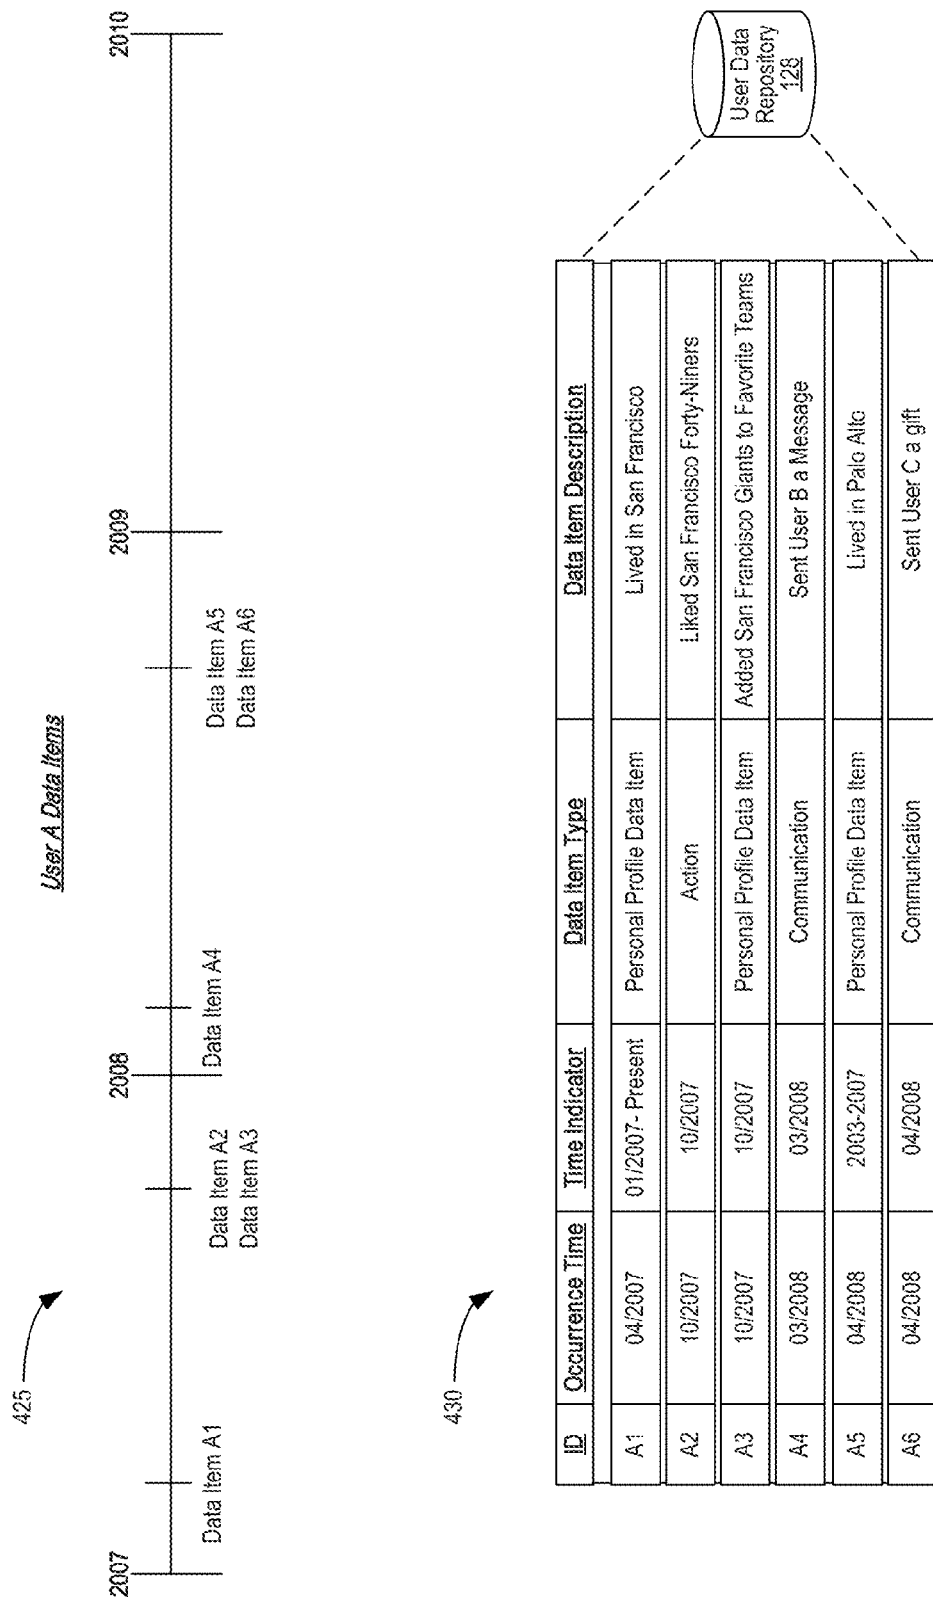 User A Data Items
425
2007
2008
2009
2010
Data Item A1
Data Item A2
Data Item A3
Data Item A4
Data Item A5
Data Item A6
430
ID Occurrence Time Time Indicator Data Item Type Data Item Description
A1 04/2007 01/2007- Present Personal Profile Data Item Lived in San Francisco
A2 10/2007 10/2007 Action Liked San Francisco Forty-Niners
A3 10/2007 10/2007 Personal Profile Data Item Added San Francisco Giants to Favorite Teams
A4 03/2008 03/2008 Communication Sent User B a Message
A5 04/2008 2003-2007 Personal Profile Data Item Lived in Palo Alto
A6 04/2008 04/2008 Communication Sent User C a gift
User Data
Repository
128